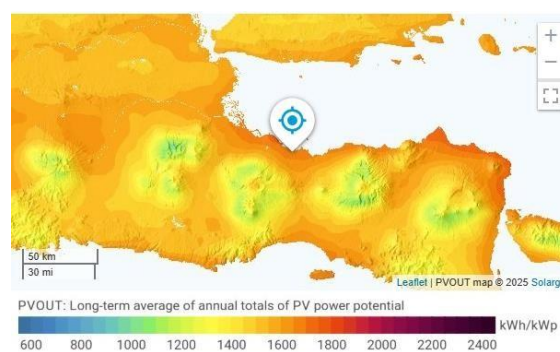 +
−
50 km
30 mi
Leaflet | PVOUT map © 2025 Solarg
PVOUT: Long-term average of annual totals of PV power potential
kWh/kWp
600 800 1000 1200 1400 1600 1800 2000 2200 2400